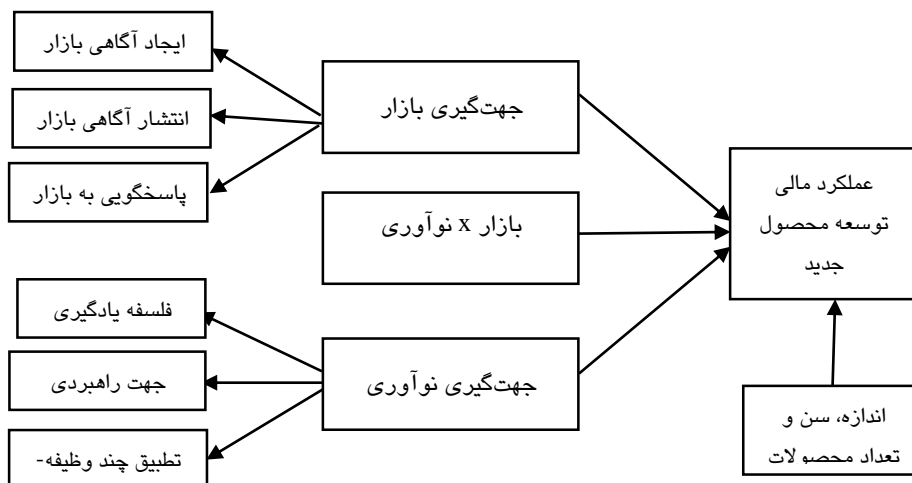 ایجاد آگاهی بازار
انتشار آگاهی بازار
پاسخگویی به بازار
جهت‌گیری بازار
بازار x نوآوری
عملکرد مالی
توسعه محصول
جدید
فلسفه یادگیری
جهت راهبردی
تطبیق چند وظیفه-
جهت‌گیری نوآوری
اندازه، سن و
تعداد محصولات